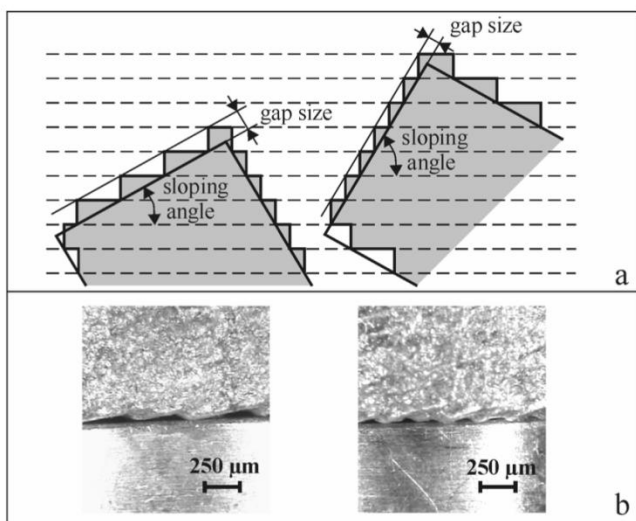 gap size
gap size
sloping
angle
sloping
angle
a
250 µm
250 µm
b